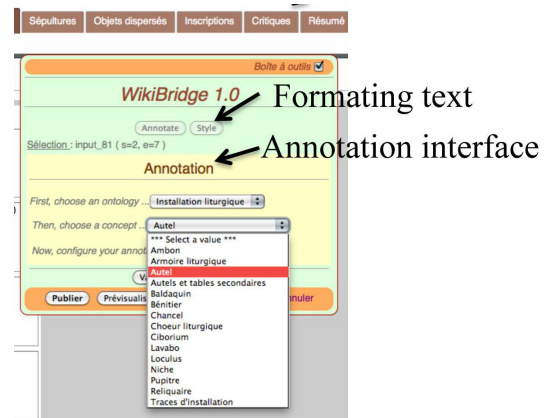 Sépultures Objets dispersés Inscriptions Critiques Résumé
Boîte à outils
WikiBridge 1.0
Formating text
Annotate Style
Sélection : input_81 ( s=2, e=7 )
Annotation interface
Annotation
First, choose an ontology ... Installation liturgique
Then, choose a concept ... Autel
*** Select a value ***
Now, configure your annot
Ambon
Armoire liturgique
Autel
Autels et tables secondaires
Baldaquin
Publier Prévisualis
Bénitier
Chancel
Choeur liturgique
Ciborium
Lavabo
Loculus
Niche
Pupitre
Reliquaire
Traces d'installation